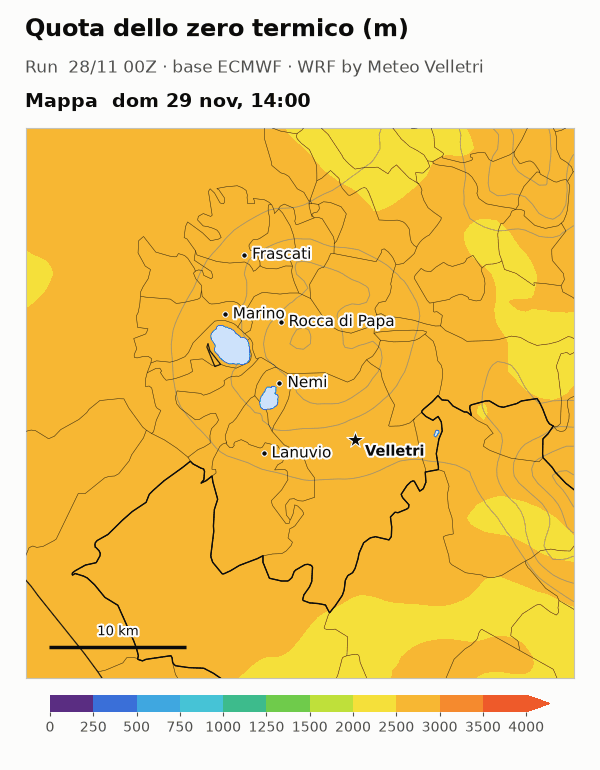 Quota dello zero termico (m)
Run  28/11 00Z · base ECMWF · WRF by Meteo Velletri
Mappa  dom 29 nov, 14:00
Frascati
Marino
Rocca di Papa
Nemi
Velletri
Lanuvio
10 km
0 250 500 750 1000 1250 1500 2000 2500 3000 3500 4000